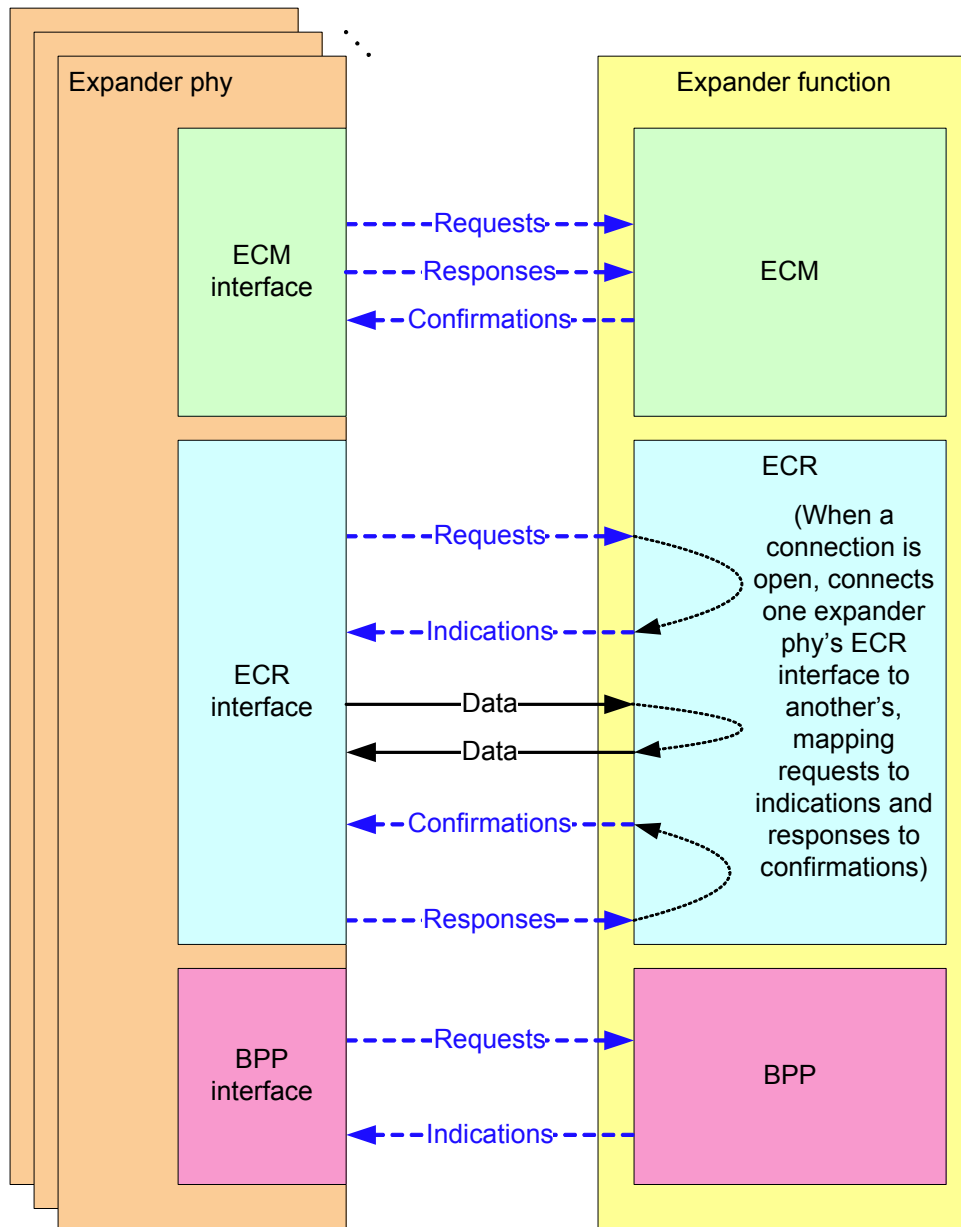 Expander phy
Expander function
ECM
interface
Requests
Responses
Confirmations
ECM
ECR
interface
Requests
Indications
Data
Data
Confirmations
Responses
ECR
(When a
connection is
open, connects
one expander
phy’s ECR
interface to
another’s,
mapping
requests to
indications and
responses to
confirmations)
BPP
interface
Requests
Indications
BPP